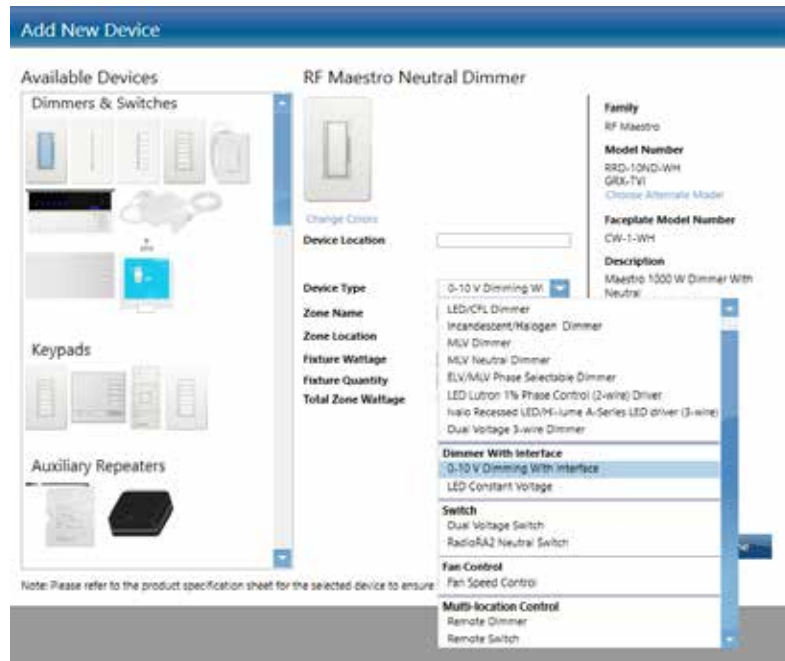 Add New Device
Available Devices
Dimmers & Switches
Keypads
Auxiliary Repeaters
RF Maestro Neutral Dimmer
Change Colors
Device Location
Device Type
0-10 V Dimming Wi
Zone Name
Zone Location
Fixture Wattage
Fixture Quantity
Total Zone Wattage
Family
RF Maestro
Model Number
RRD-10ND-WH
GRX-TVI
Choose Alternate Model
Faceplate Model Number
CW-1-WH
Description
Maestro 1000 W Dimmer With
Neutral
LED/CFL Dimmer
Incandescent/Halogen Dimmer
MLV Dimmer
MLV Neutral Dimmer
ELV/MLV Phase Selectable Dimmer
LED Lutron 1% Phase Control (2-wire) Driver
Ivalo Recessed LED/Hi-lume A-Series LED driver (3-wire)
Dual Voltage 3-wire Dimmer
Dimmer With Interface
0-10 V Dimming With Interface
LED Constant Voltage
Switch
Dual Voltage Switch
RadioRA2 Neutral Switch
Fan Control
Fan Speed Control
Multi-location Control
Remote Dimmer
Remote Switch
Note: Please refer to the product specification sheet for the selected device to ensure